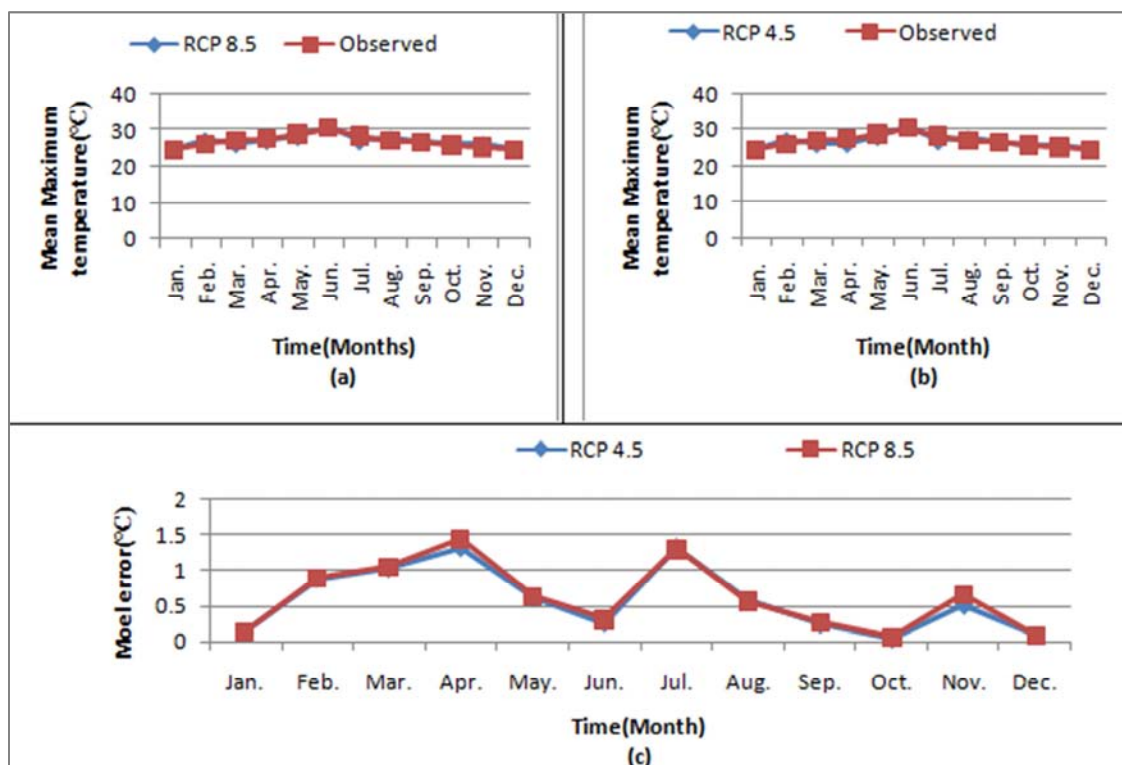 RCP 8.5 Observed
Mean Maximum
temperature(°C)
40
30
20
10
0
Jan. Feb. Mar. Apr. May. Jun. Jul. Aug. Sep. Oct. Nov. Dec.
Time(Months)
(a)
RCP 4.5 Observed
Mean Maximum
temperature(°C)
40
30
20
10
0
Jan. Feb. Mar. Apr. May. Jun. Jul. Aug. Sep. Oct. Nov. Dec.
Time(Month)
(b)
RCP 4.5 RCP 8.5
Moel error(°C)
2
1.5
1
0.5
0
Jan. Feb. Mar. Apr. May. Jun. Jul. Aug. Sep. Oct. Nov. Dec.
Time(Month)
(c)